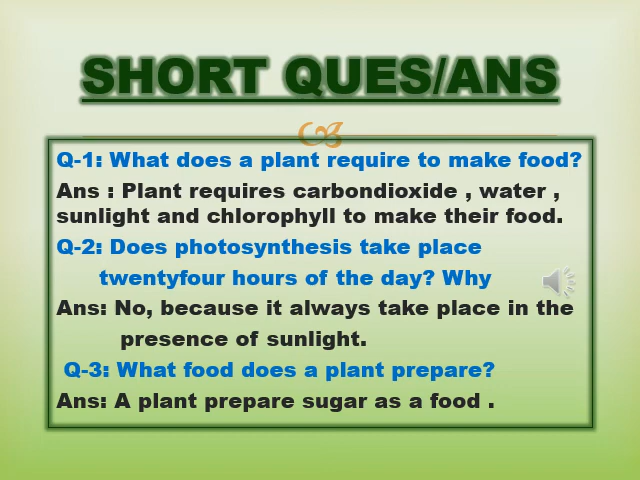 SHORT QUES/ANS
Q-1: What does a plant require to make food?
Ans : Plant requires carbondioxide , water ,
sunlight and chlorophyll to make their food.
Q-2: Does photosynthesis take place
twentyfour hours of the day? Why
Ans: No, because it always take place in the
presence of sunlight.
Q-3: What food does a plant prepare?
Ans: A plant prepare sugar as a food .